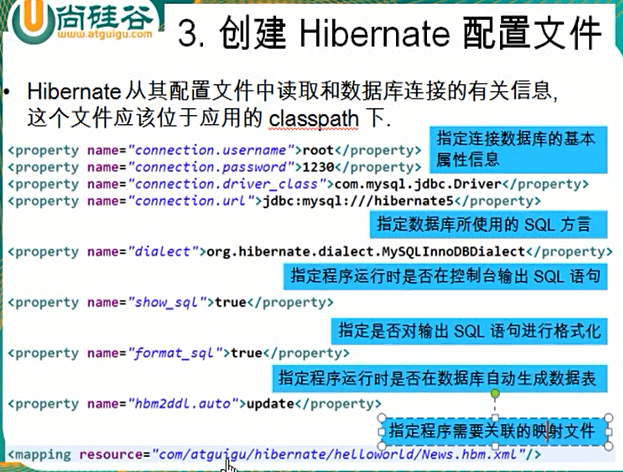 尚硅谷
www.atguigu.com
3. 创建 Hibernate 配置文件
• Hibernate 从其配置文件中读取和数据库连接的有关信息,
这个文件应该位于应用的 classpath 下.
指定连接数据库的基本
属性信息
<property name="connection.username">root</property>
<property name="connection.password">1230</property>
<property name="connection.driver_class">com.mysql.jdbc.Driver</property>
<property name="connection.url">jdbc:mysql:///hibernate5</property>
指定数据库所使用的 SQL 方言
<property name="dialect">org.hibernate.dialect.MySQLInnoDBDialect</property>
指定程序运行时是否在控制台输出 SQL 语句
<property name="show_sql">true</property>
指定是否对输出 SQL 语句进行格式化
<property name="format_sql">true</property>
指定程序运行时是否在数据库自动生成数据表
<property name="hbm2ddl.auto">update</property>
指定程序需要关联的映射文件
<mapping resource="com/atguigu/hibernate/helloworld/News.hbm.xml"/>